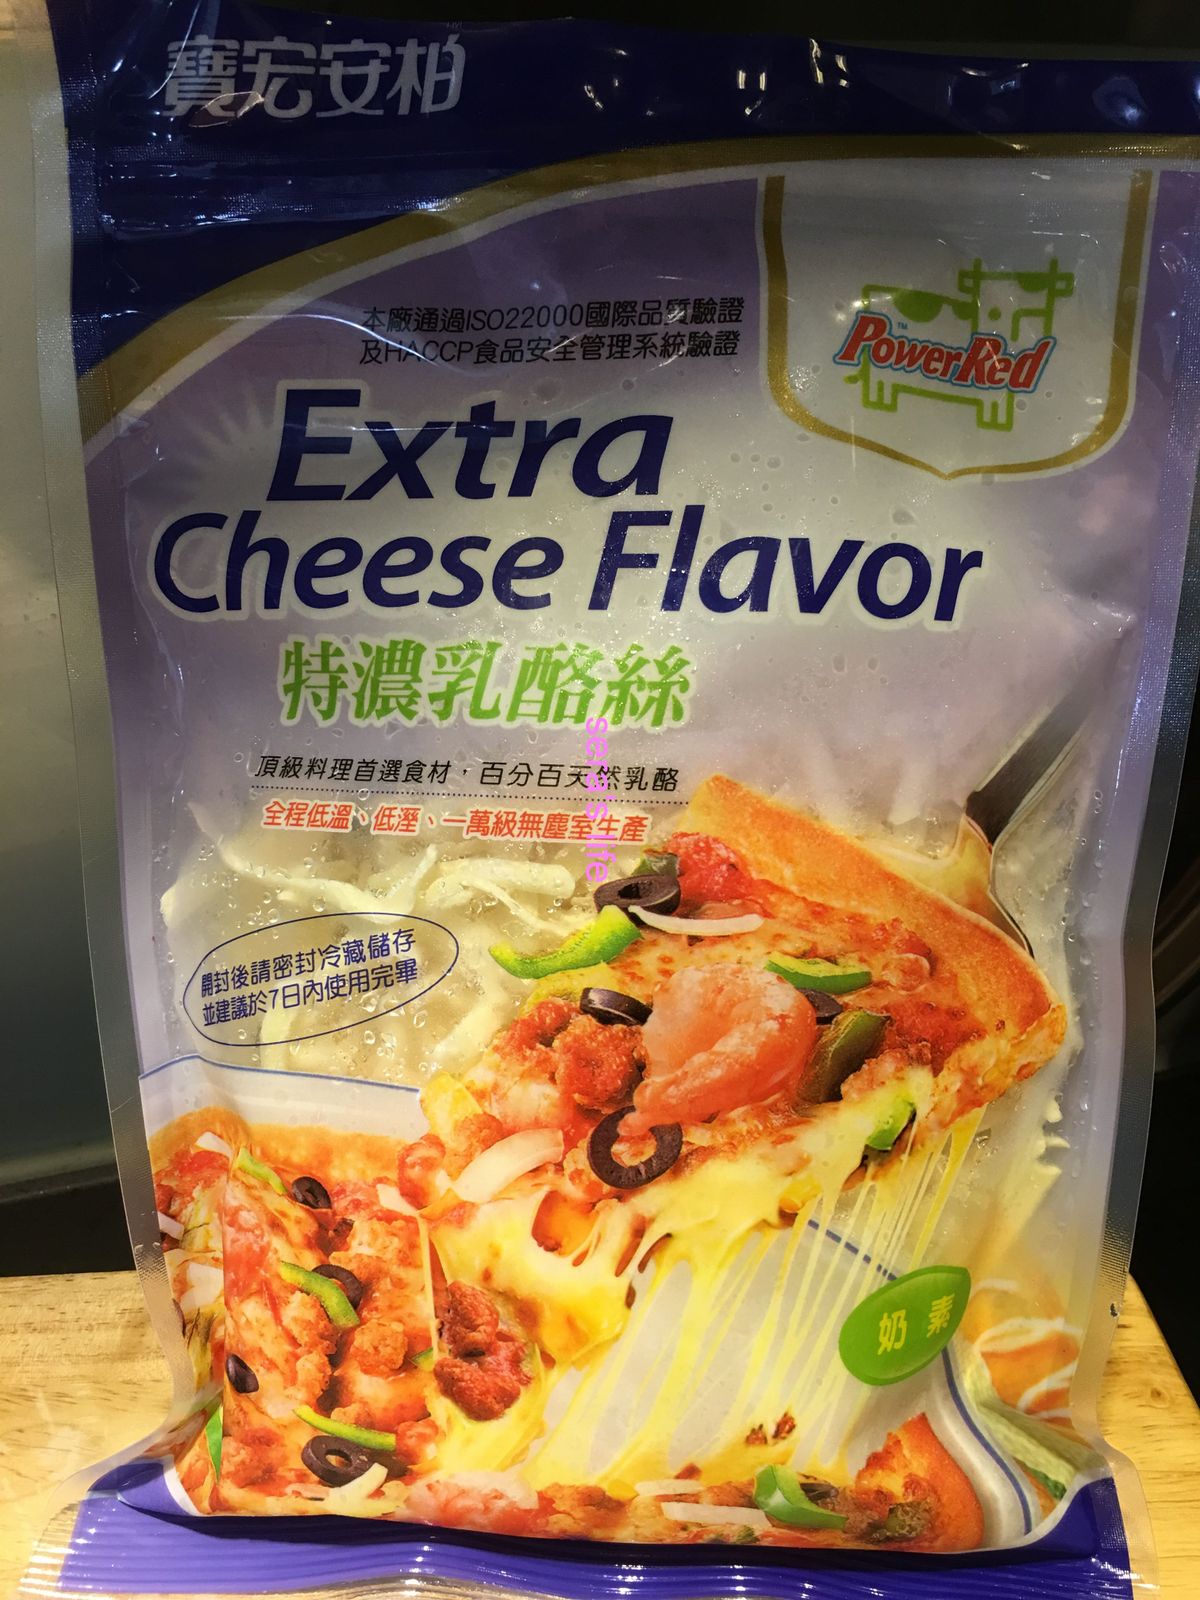 寶宏安柏
本廠通過ISO22000國際品質驗證
及HACCP食品安全管理系統驗證
PowerRed™
Extra
Cheese Flavor
特濃乳酪絲
頂級料理首選食材，百分百天然乳酪
全程低溫、低溼、一萬級無塵室生產
sera's life
開封後請密封冷藏儲存
並建議於7日內使用完畢
奶素